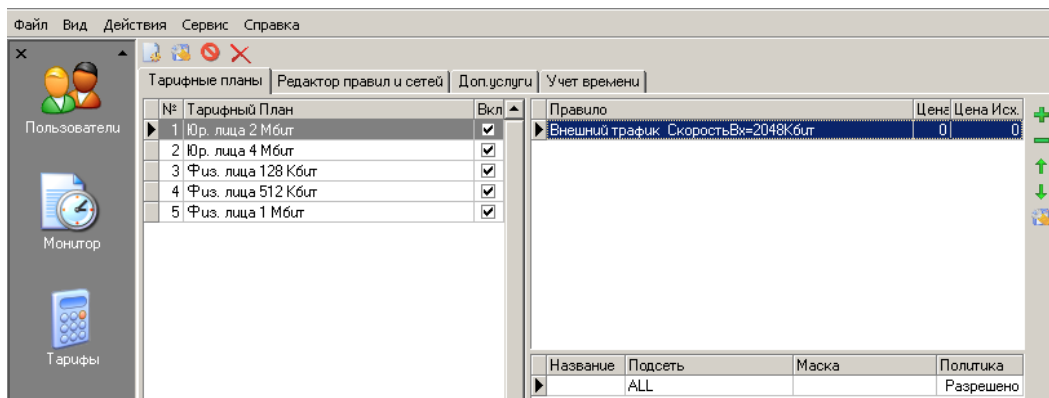 Файл Вид Действия Сервис Справка
Пользователи
Монитор
Тарифы
Тарифные планы Редактор правил и сетей Доп.услуги Учет времени
№ Тарифный План Вкл
1 Юр. лица 2 Мбит
2 Юр. лица 4 Мбит
3 Физ. лица 128 Кбит
4 Физ. лица 512 Кбит
5 Физ. лица 1 Мбит
Правило Цена Цена Исх.
Внешний трафик СкоростьВх=2048Кбит 0 0
Название Подсеть Маска Политика
ALL Разрешено